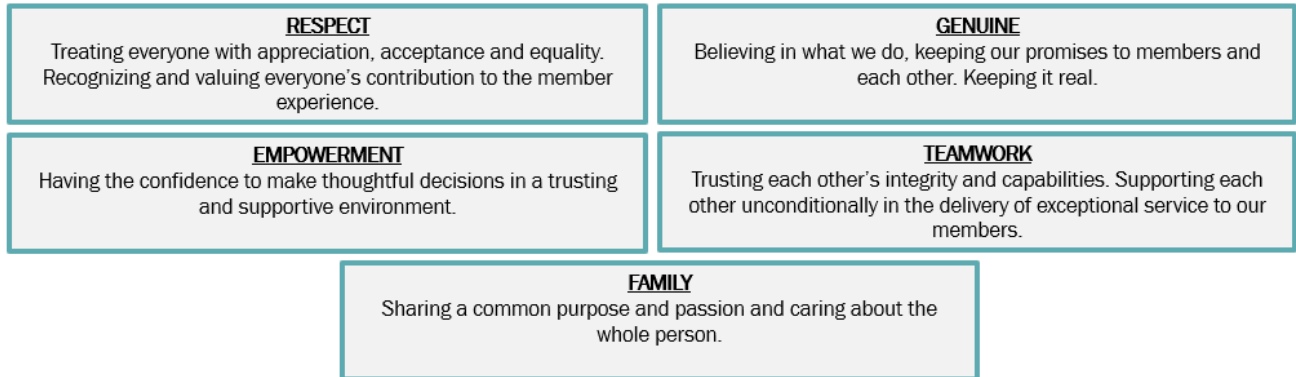 RESPECT
Treating everyone with appreciation, acceptance and equality.
Recognizing and valuing everyone's contribution to the member
experience.
GENUINE
Believing in what we do, keeping our promises to members and
each other. Keeping it real.
EMPOWERMENT
Having the confidence to make thoughtful decisions in a trusting
and supportive environment.
TEAMWORK
Trusting each other's integrity and capabilities. Supporting each
other unconditionally in the delivery of exceptional service to our
members.
FAMILY
Sharing a common purpose and passion and caring about the
whole person.